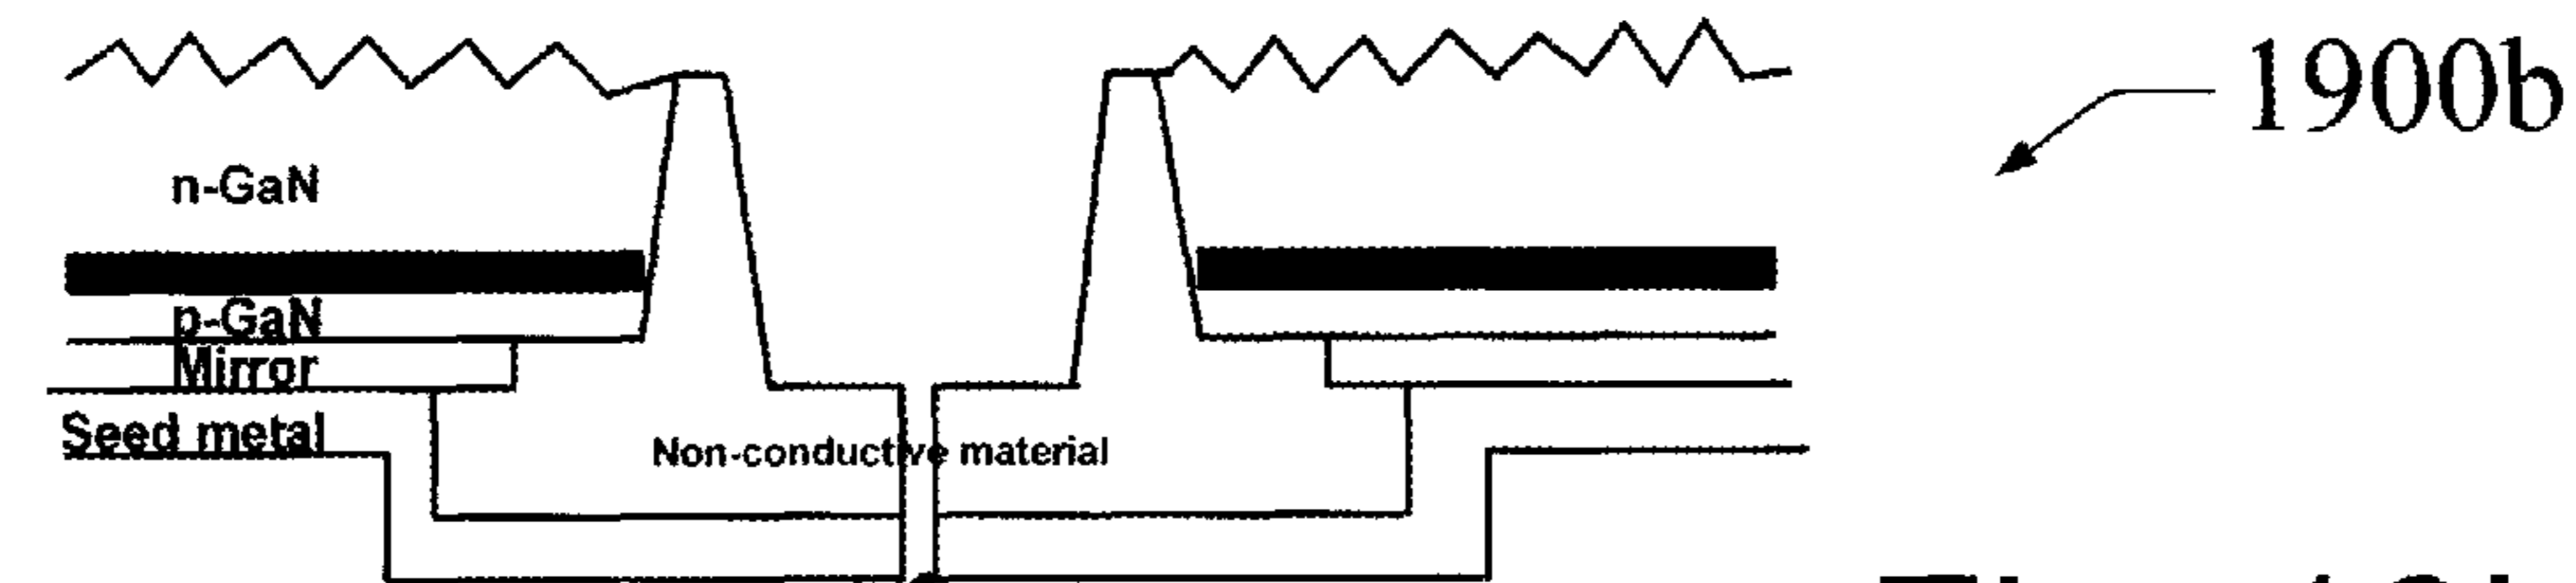 1900b
n-GaN
p-GaN
Mirror
Seed metal
Non-conductive material